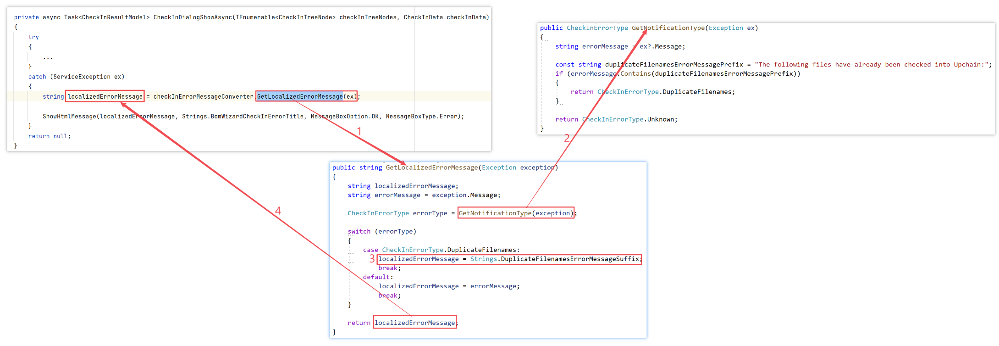 private async Task<CheckInResultModel> CheckInDialogShowAsync(IEnumerable<CheckInTreeNode> checkInTreeNodes, CheckInData checkInData)
{
    try
    {
        ...
    }
    catch (ServiceException ex)
    {
        string localizedErrorMessage = checkInErrorMessageConverter.GetLocalizedErrorMessage(ex);

        ShowHtmlMessage(localizedErrorMessage, Strings.BomWizardCheckInErrorTitle, MessageBoxOption.OK, MessageBoxType.Error);
    }
    return null;
}
1
public CheckInErrorType GetNotificationType(Exception ex)
{
    string errorMessage = ex?.Message;

    const string duplicateFilenamesErrorMessagePrefix = "The following files have already been checked into Upchain:";
    if (errorMessage.Contains(duplicateFilenamesErrorMessagePrefix))
    {
        return CheckInErrorType.DuplicateFilenames;
    }

    return CheckInErrorType.Unknown;
}
2
public string GetLocalizedErrorMessage(Exception exception)
{
    string localizedErrorMessage;
    string errorMessage = exception.Message;

    CheckInErrorType errorType = GetNotificationType(exception);

    switch (errorType)
    {
        case CheckInErrorType.DuplicateFilenames:
3           localizedErrorMessage = Strings.DuplicateFilenamesErrorMessageSuffix;
            break;
        default:
            localizedErrorMessage = errorMessage;
            break;
    }

    return localizedErrorMessage;
}
4